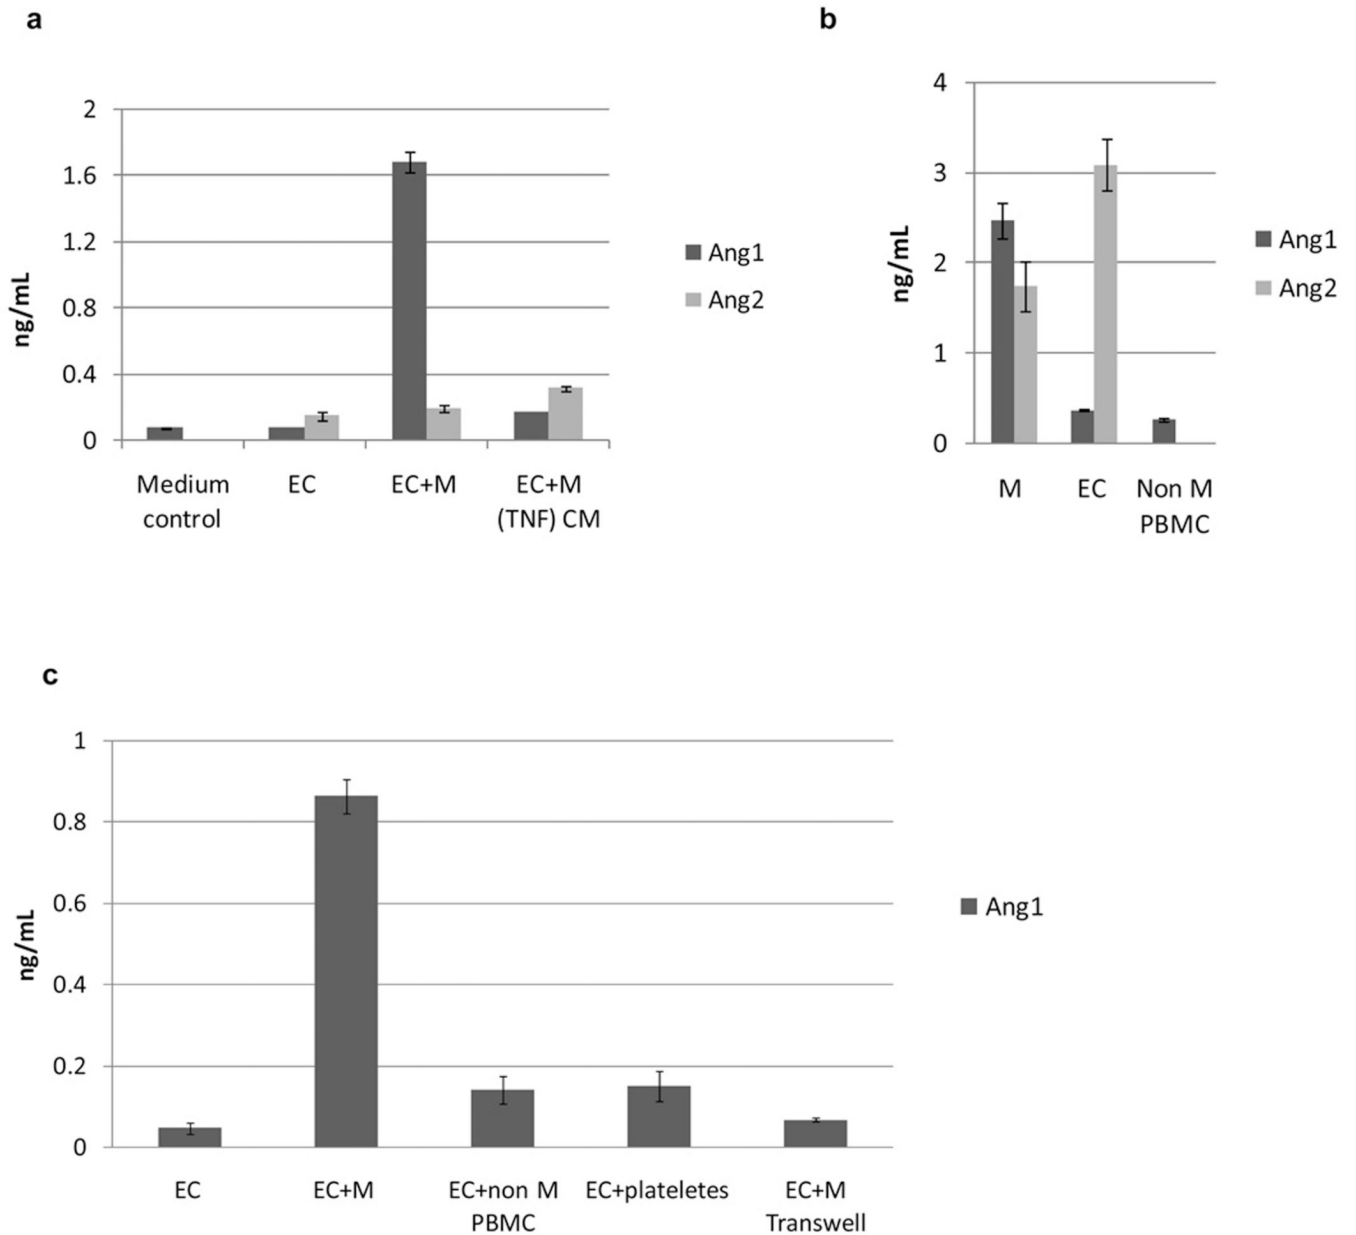 a
2
1.6
1.2
0.8
0.4
0
ng/mL
Medium control
EC
EC+M
EC+M (TNF) CM
Ang1
Ang2
b
4
3
2
1
0
ng/mL
M
EC
Non M PBMC
Ang1
Ang2
c
1
0.8
0.6
0.4
0.2
0
ng/mL
EC
EC+M
EC+non M PBMC
EC+plateletes
EC+M Transwell
Ang1